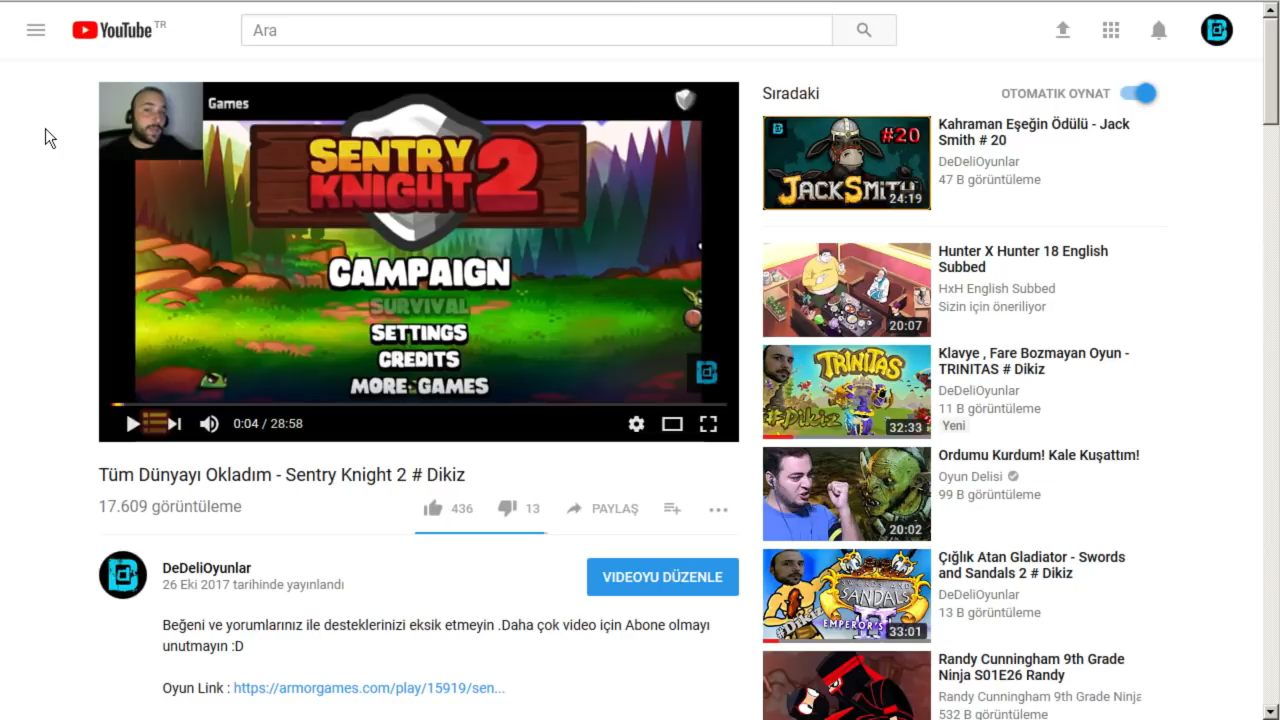 YouTube TR
Ara
Games
SENTRY
KNIGHT 2
CAMPAIGN
SURVIVAL
SETTINGS
CREDITS
MORE GAMES
0:04 / 28:58
Tüm Dünyayı Okladım - Sentry Knight 2 # Dikiz
17.609 görüntüleme
436
13
PAYLAŞ
DeDeliOyunlar
26 Eki 2017 tarihinde yayınlandı
VIDEOYU DÜZENLE
Beğeni ve yorumlarınız ile desteklerinizi eksik etmeyin .Daha çok video için Abone olmayı
unutmayın :D
Oyun Link : https://armorgames.com/play/15919/sen...
Sıradaki
OTOMATIK OYNAT
#20
JACKSMITH
24:19
Kahraman Eşeğin Ödülü - Jack
Smith # 20
DeDeliOyunlar
47 B görüntüleme
20:07
Hunter X Hunter 18 English
Subbed
HxH English Subbed
Sizin için öneriliyor
TRINITAS
#Dikiz
32:33
Klavye , Fare Bozmayan Oyun -
TRINITAS # Dikiz
DeDeliOyunlar
11 B görüntüleme
Yeni
20:02
Ordumu Kurdum! Kale Kuşattım!
Oyun Delisi
99 B görüntüleme
SWORDS AND
SANDALS
EMPEROR'S
#DİKİZ
33:01
Çığlık Atan Gladiator - Swords
and Sandals 2 # Dikiz
DeDeliOyunlar
13 B görüntüleme
Randy Cunningham 9th Grade
Ninja S01E26 Randy
Randy Cunningham 9th Grade Ninja
532 B görüntüleme